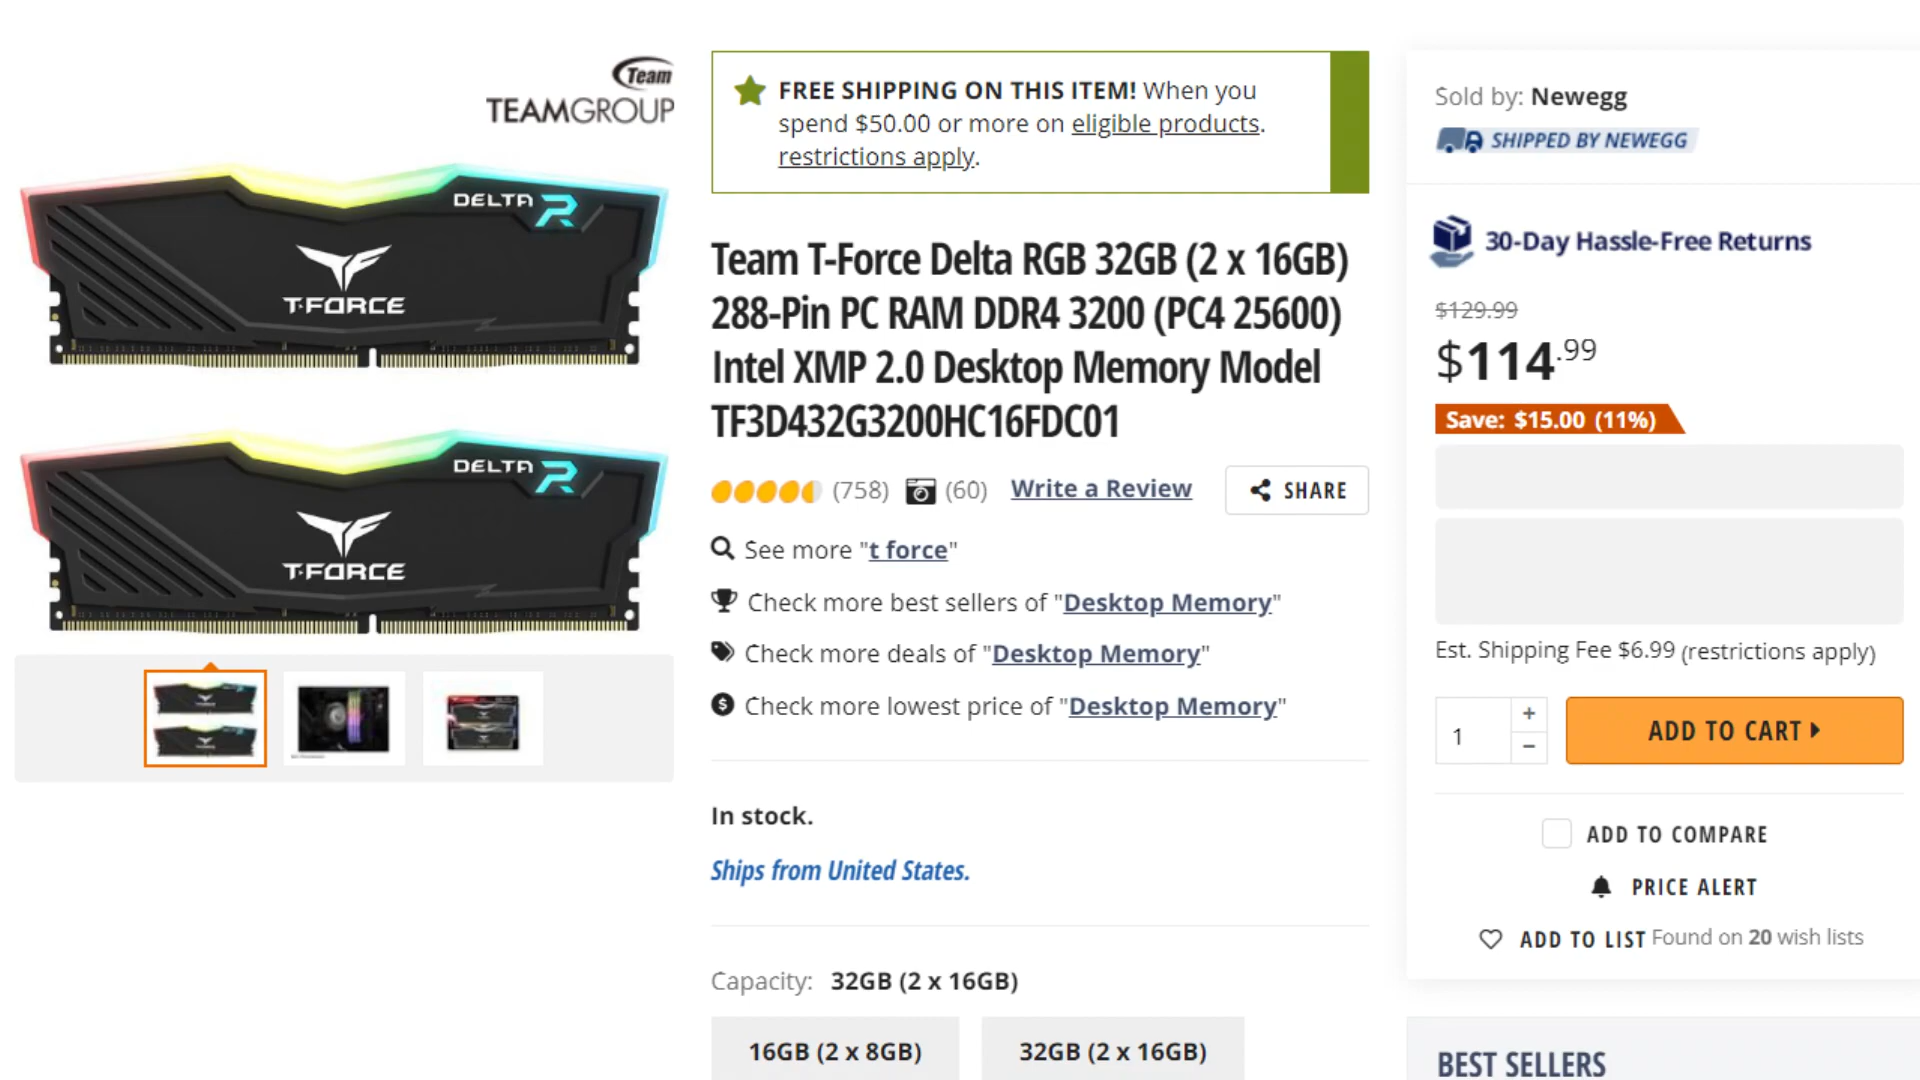 Team
TEAMGROUP
DELTA R
T-FORCE
DELTA R
T-FORCE
FREE SHIPPING ON THIS ITEM! When you
spend $50.00 or more on eligible products.
restrictions apply.
Team T-Force Delta RGB 32GB (2 x 16GB)
288-Pin PC RAM DDR4 3200 (PC4 25600)
Intel XMP 2.0 Desktop Memory Model
TF3D432G3200HC16FDC01
(758) (60) Write a Review SHARE
See more "t force"
Check more best sellers of "Desktop Memory"
Check more deals of "Desktop Memory"
Check more lowest price of "Desktop Memory"
In stock.
Ships from United States.
Capacity: 32GB (2 x 16GB)
16GB (2 x 8GB) 32GB (2 x 16GB)
Sold by: Newegg
SHIPPED BY NEWEGG
30-Day Hassle-Free Returns
$129.99
$114.99
Save: $15.00 (11%)
Est. Shipping Fee $6.99 (restrictions apply)
1 + − ADD TO CART
ADD TO COMPARE
PRICE ALERT
ADD TO LIST Found on 20 wish lists
BEST SELLERS